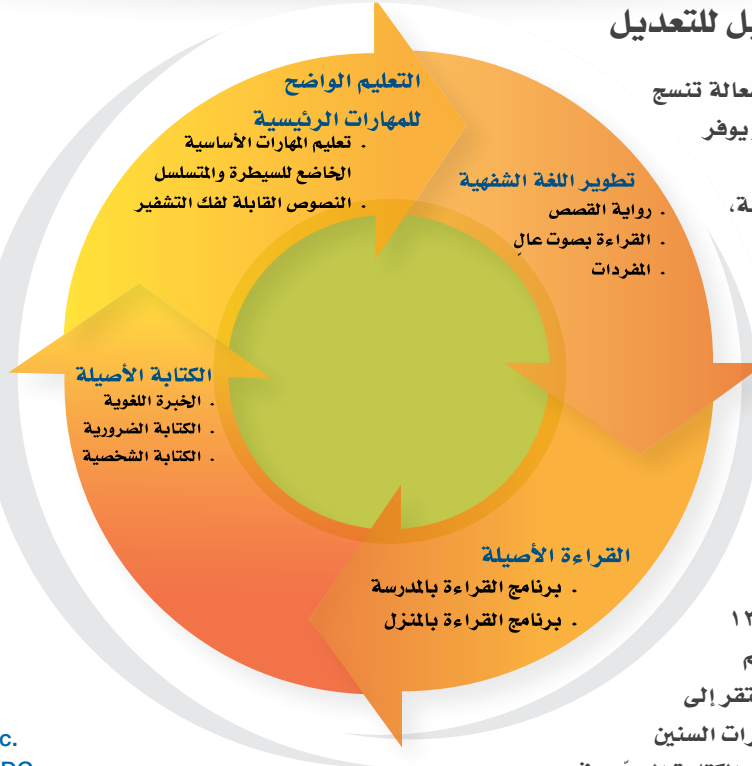 يل للتعديل
عالة تنسج
يوفر
ة،
التعليم الواضح
للمهارات الرئيسية
. تعليم المهارات الأساسية
الخاضع للسيطرة والمتسلسل
. النصوص القابلة لفك التشفير
تطوير اللغة الشفهية
. رواية القصص
. القراءة بصوت عالٍ
. المفردات
الكتابة الأصيلة
. الخبرة اللغوية
. الكتابة الضرورية
. الكتابة الشخصية
القراءة الأصيلة
. برنامج القراءة بالمدرسة
. برنامج القراءة بالمنزل
١٢
م
تقر إلى
رات السنين
c.